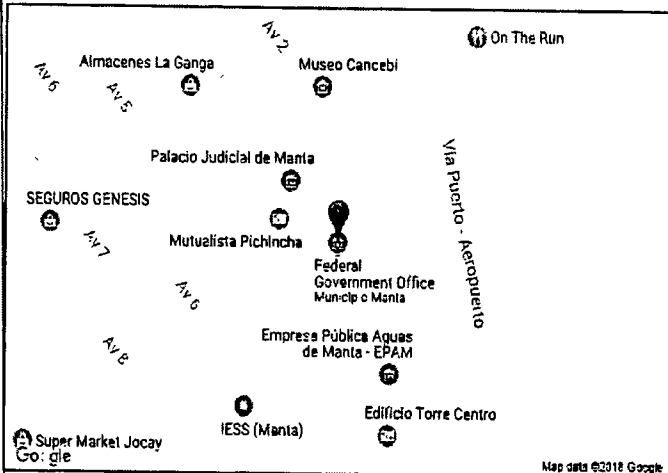 Av 2
On The Run
Almacenes La Ganga
Museo Cancebi
Av 6
Av 5
Palacio Judicial de Manta
Vía Puerto - Aeropuerto
SEGUROS GENESIS
Mutualista Pichincha
Av 7
Federal
Government Office
Municipio Manta
Av 6
Empresa Pública Aguas
de Manta - EPAM
Av 8
IESS (Manta)
Edificio Torre Centro
Super Market Jocay
Google
Map data ©2018 Google